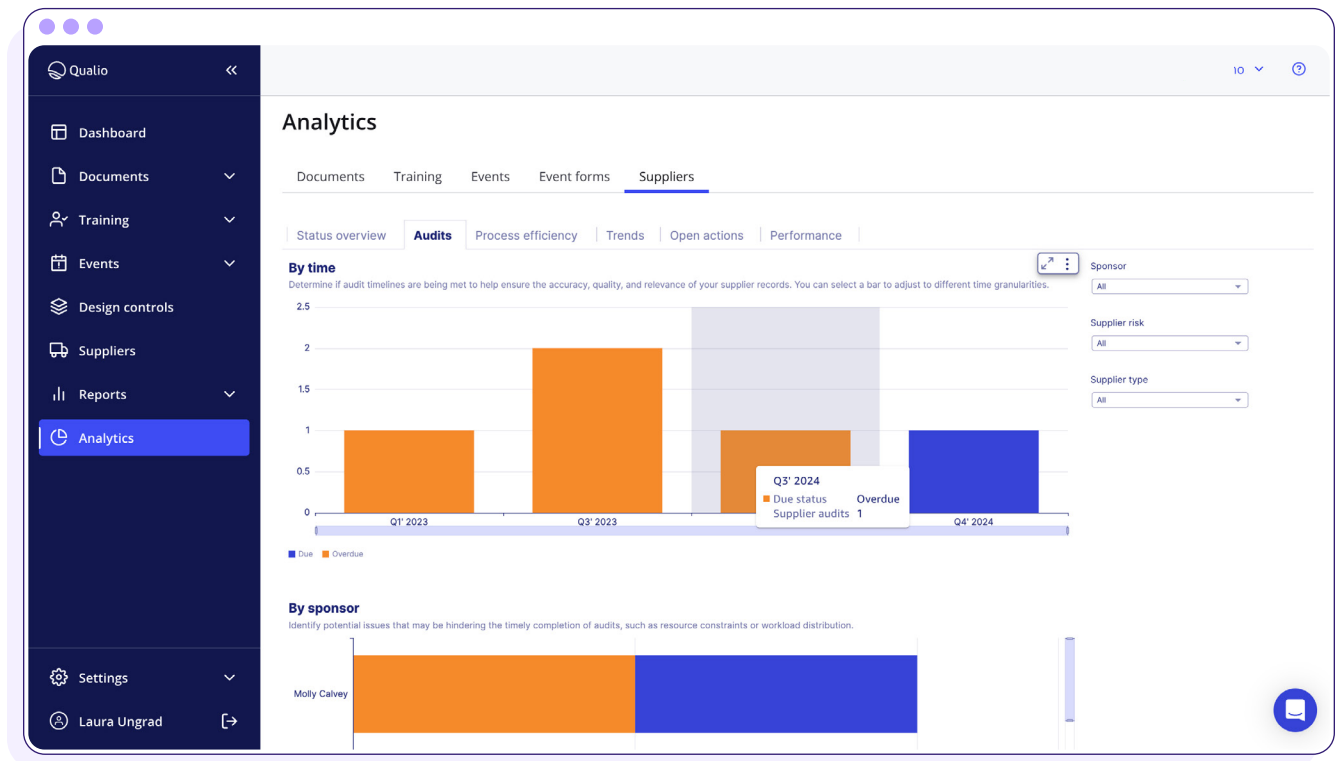 Qualio
10
Dashboard
Documents
Training
Events
Design controls
Suppliers
Reports
Analytics
Settings
Laura Ungrad
Analytics
Documents Training Events Event forms Suppliers
Status overview Audits Process efficiency Trends Open actions Performance
By time
Determine if audit timelines are being met to help ensure the accuracy, quality, and relevance of your supplier records. You can select a bar to adjust to different time granularities.
2.5
2
1.5
1
0.5
0
Q1' 2023 Q3' 2023 Q4' 2024
Q3' 2024
Due status Overdue
Supplier audits 1
Due Overdue
Sponsor
All
Supplier risk
All
Supplier type
All
By sponsor
Identify potential issues that may be hindering the timely completion of audits, such as resource constraints or workload distribution.
Molly Calvey